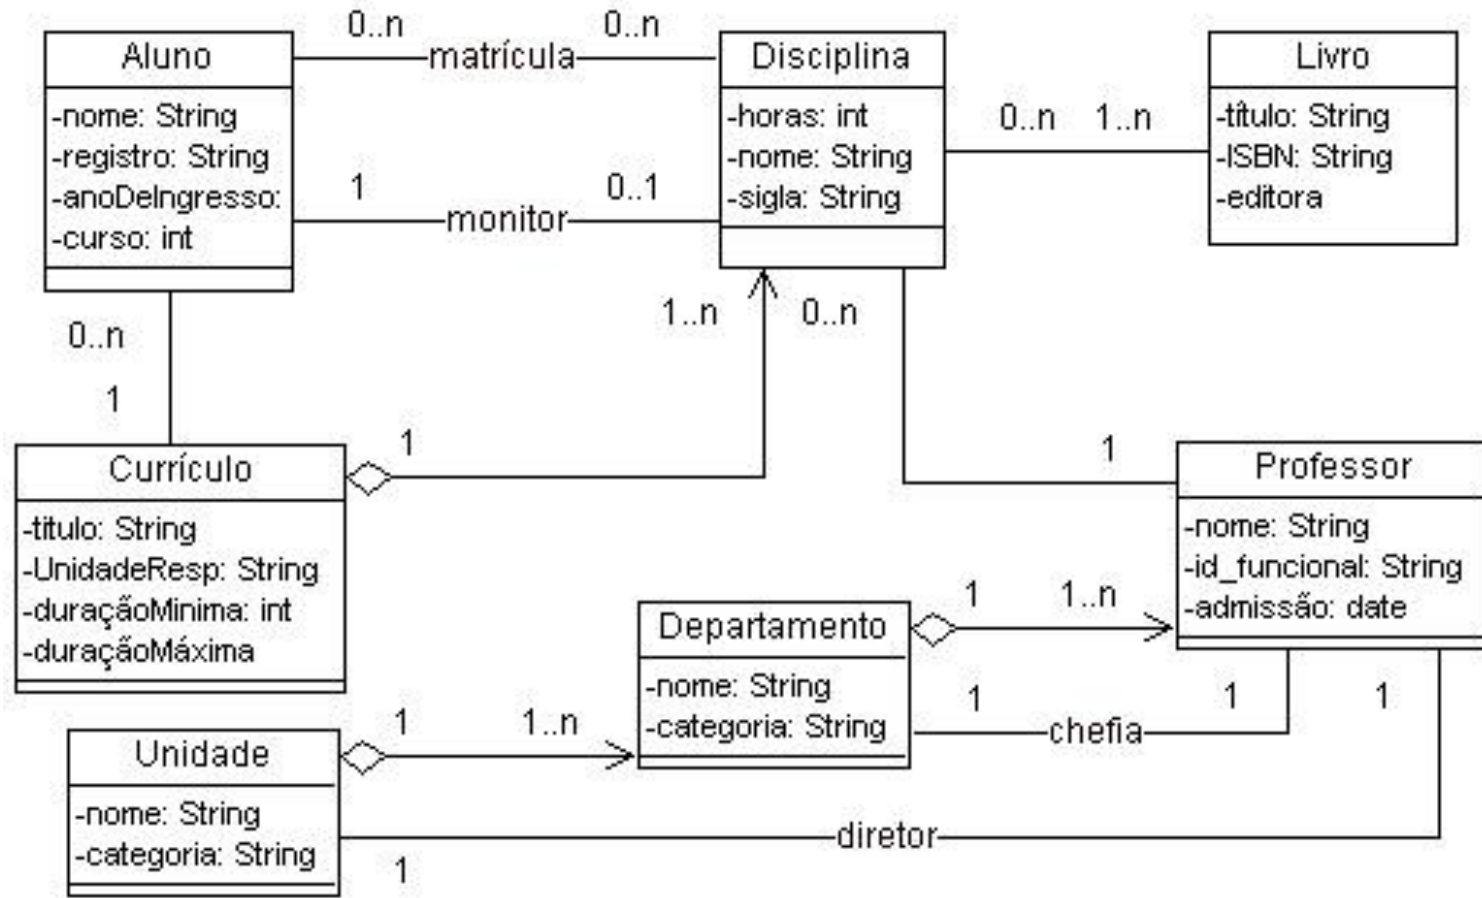 Aluno
-nome: String
-registro: String
-anoDeIngresso:
-curso: int
0..n
matrícula
0..n
1
monitor
0..1
Disciplina
-horas: int
-nome: String
-sigla: String
0..n
1..n
Livro
-título: String
-ISBN: String
-editora
0..n
1
1..n
0..n
1
Currículo
-titulo: String
-UnidadeResp: String
-duraçãoMinima: int
-duraçãoMáxima
1
Professor
-nome: String
-id_funcional: String
-admissão: date
Departamento
-nome: String
-categoria: String
1
1..n
1
chefia
1
1
Unidade
-nome: String
-categoria: String
1
1..n
diretor
1